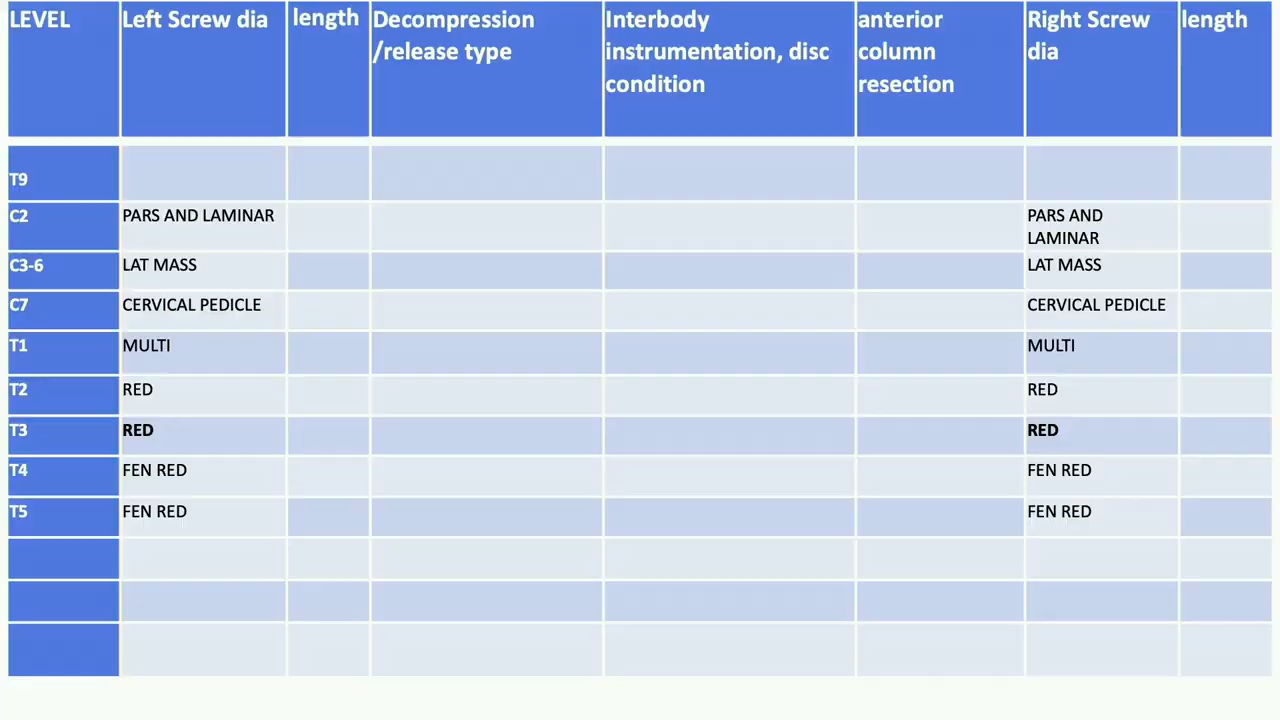 LEVEL Left Screw dia length Decompression /release type Interbody instrumentation, disc condition anterior column resection Right Screw dia length
T9
C2 PARS AND LAMINAR PARS AND LAMINAR
C3-6 LAT MASS LAT MASS
C7 CERVICAL PEDICLE CERVICAL PEDICLE
T1 MULTI MULTI
T2 RED RED
T3 RED RED
T4 FEN RED FEN RED
T5 FEN RED FEN RED